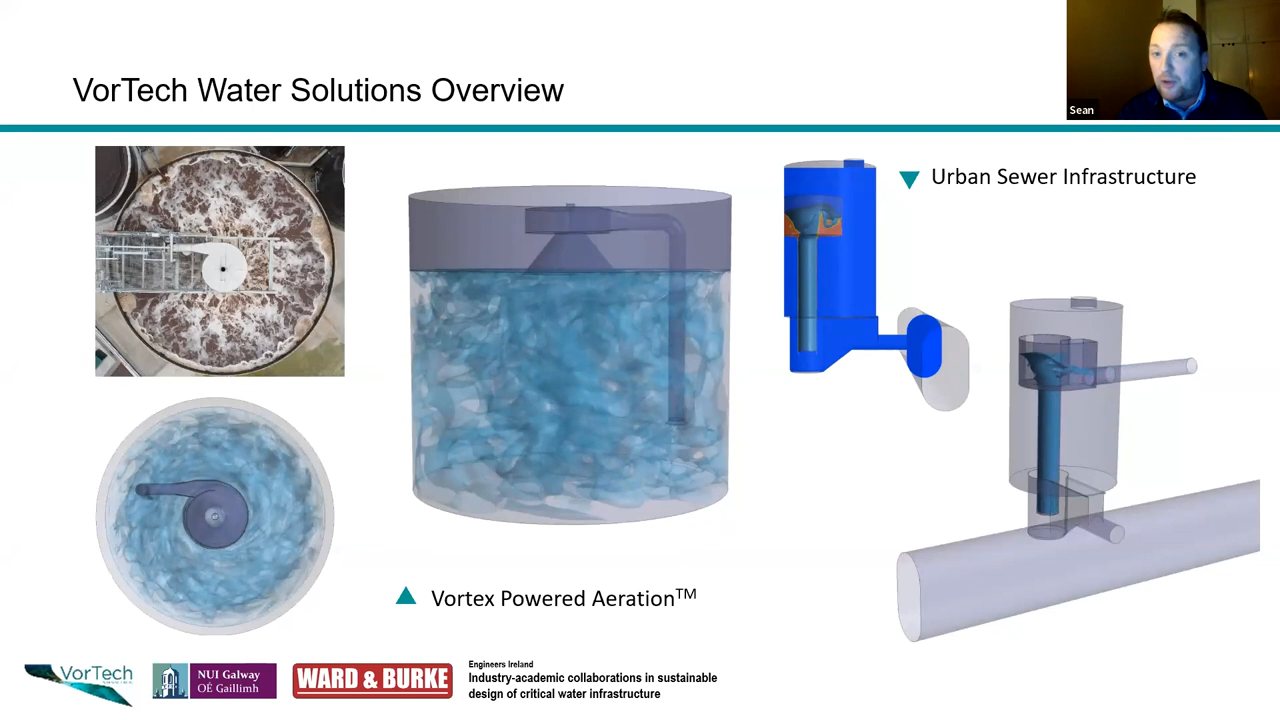 VorTech Water Solutions Overview
Sean
Urban Sewer Infrastructure
Vortex Powered Aeration™
VorTech
NUI Galway
OÉ Gaillimh
WARD & BURKE
Engineers Ireland
Industry-academic collaborations in sustainable
design of critical water infrastructure